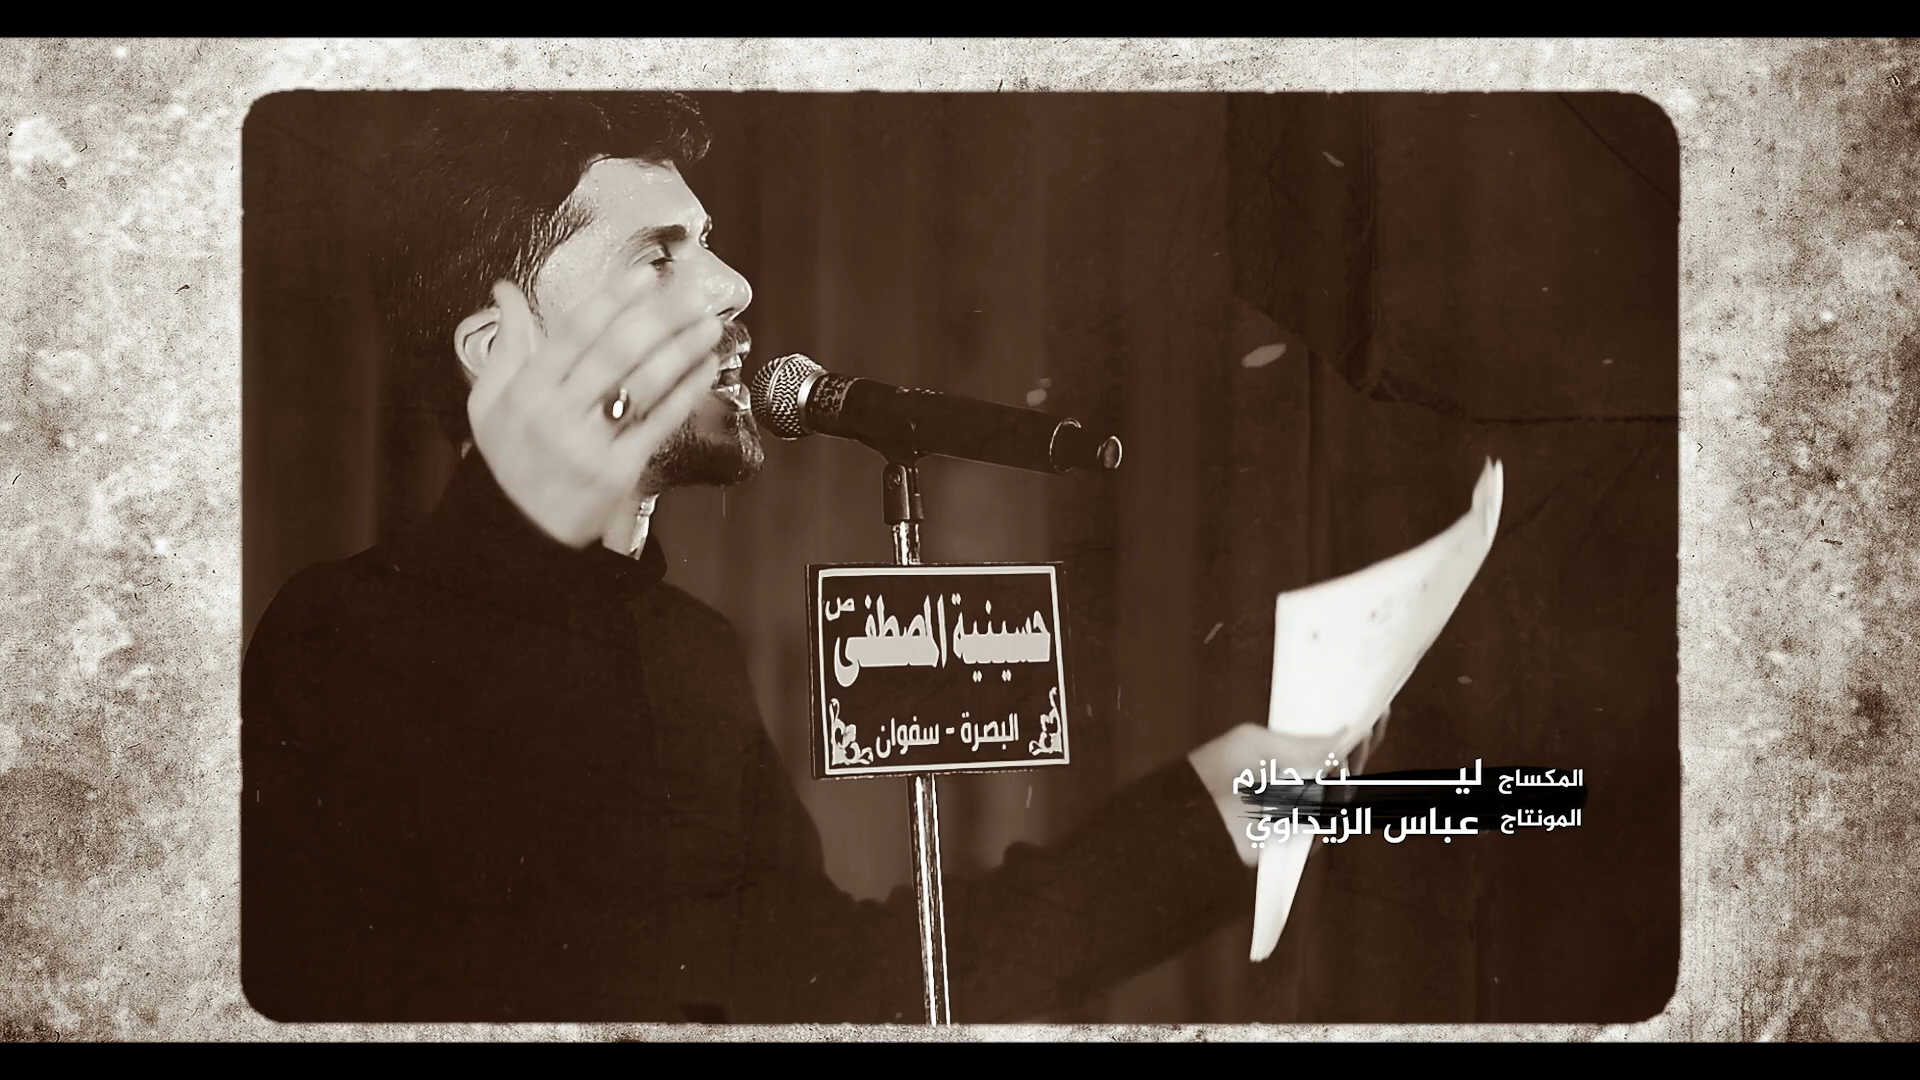 حسينية المصطفى ص
البصرة - سفوان
المكساج ليث حازم
المونتاج عباس الزيداوي